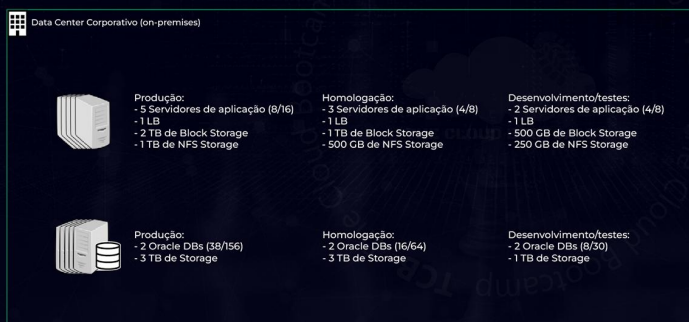 Data Center Corporativo (on-premises)
Produção:
- 5 Servidores de aplicação (8/16)
- 1 LB
- 2 TB de Block Storage
- 1 TB de NFS Storage
Homologação:
- 3 Servidores de aplicação (4/8)
- 1 LB
- 1 TB de Block Storage
- 500 GB de NFS Storage
Desenvolvimento/testes:
- 2 Servidores de aplicação (4/8)
- 1 LB
- 500 GB de Block Storage
- 250 GB de NFS Storage
Produção:
- 2 Oracle DBs (38/156)
- 3 TB de Storage
Homologação:
- 2 Oracle DBs (16/64)
- 3 TB de Storage
Desenvolvimento/testes:
- 2 Oracle DBs (8/30)
- 1 TB de Storage